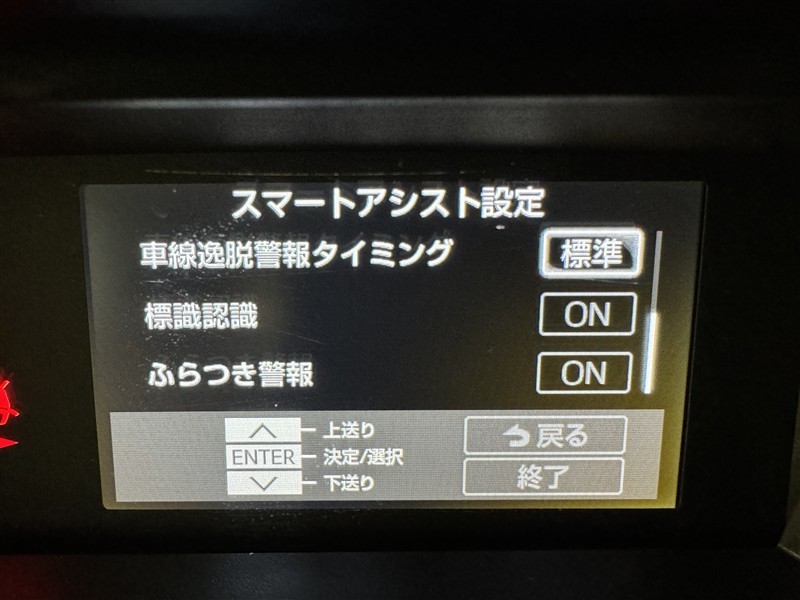 スマートアシスト設定
車線逸脱警報タイミング 標準
標識認識 ON
ふらつき警報 ON
上送り
ENTER 決定/選択
下送り
戻る
終了